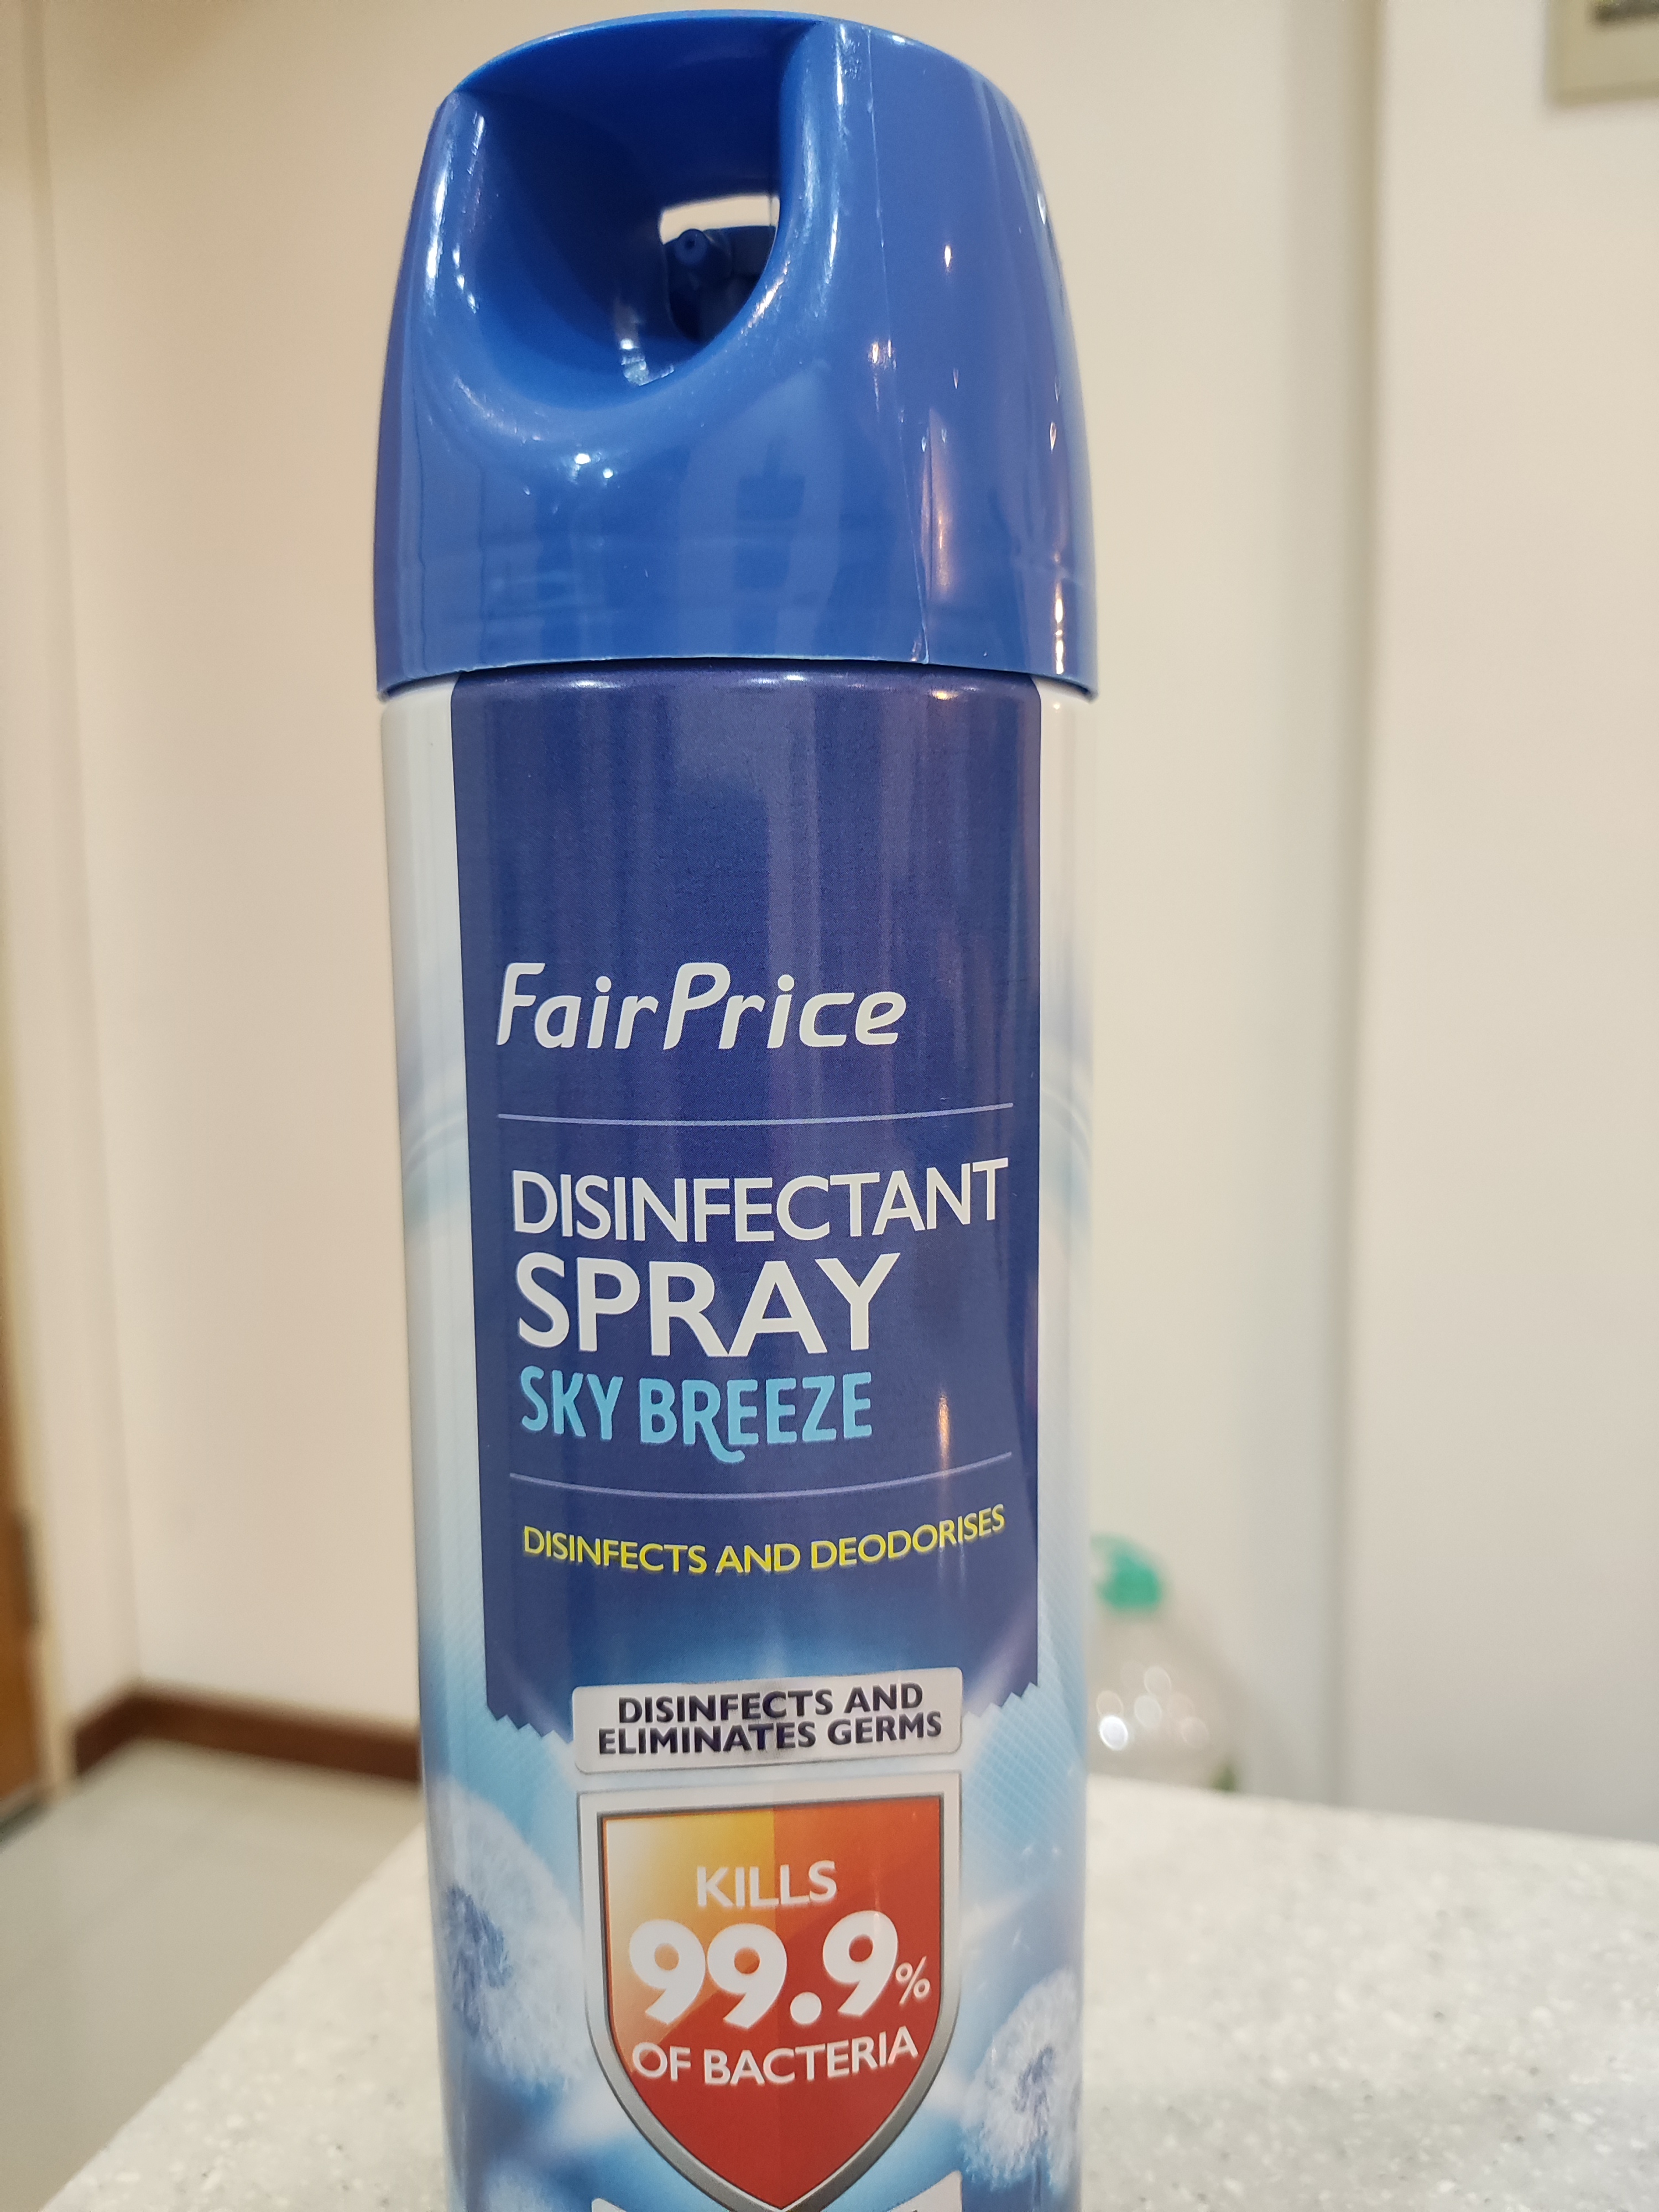 FairPrice
DISINFECTANT
SPRAY
SKY BREEZE
DISINFECTS AND DEODORISES
DISINFECTS AND
ELIMINATES GERMS
KILLS
99.9%
OF BACTERIA